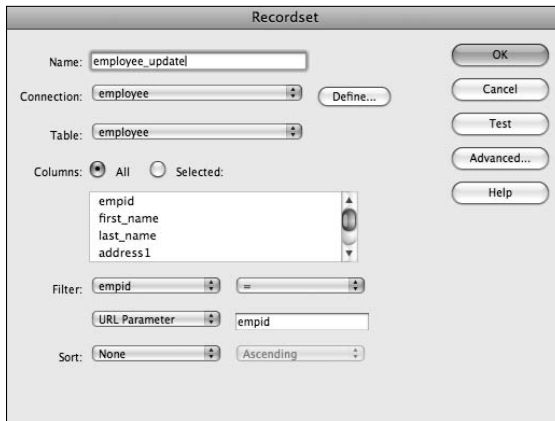 Recordset
Name: employee_update
OK
Connection: employee Define...
Cancel
Table: employee
Test
Columns: All Selected:
Advanced...
empid
first_name
last_name
address1
Help
Filter: empid =
URL Parameter empid
Sort: None Ascending